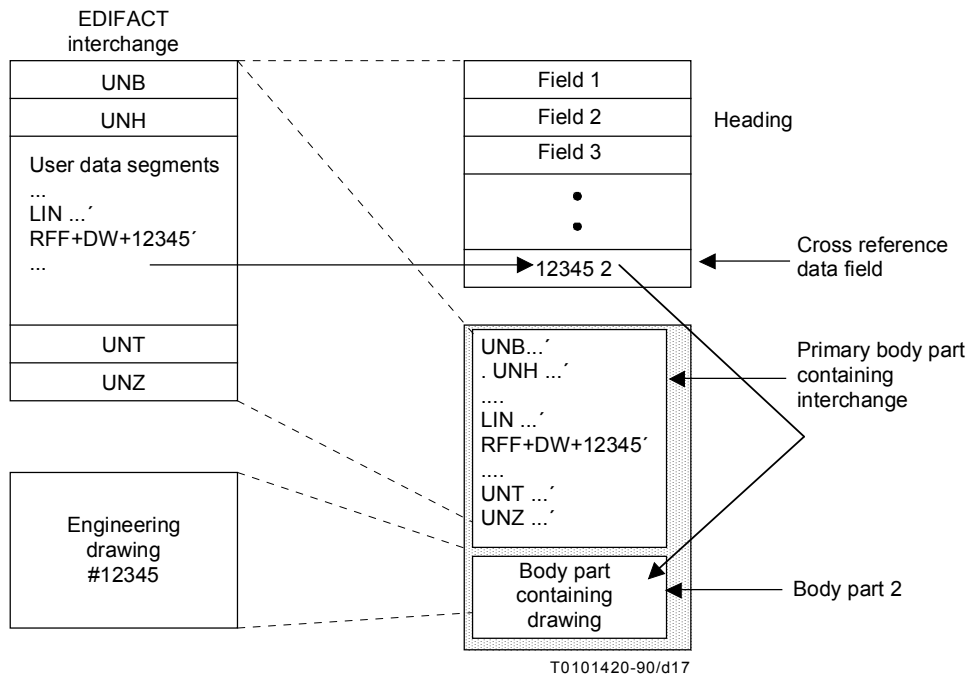 EDIFACT
interchange
UNB
UNH
User data segments
...
LIN ...´
RFF+DW+12345´
...
UNT
UNZ
Engineering
drawing
#12345
Field 1
Field 2
Field 3
•
•
12345 2
Heading
Cross reference
data field
UNB...´
. UNH ...´
....
LIN ...´
RFF+DW+12345´
....
UNT ...´
UNZ ...´
Primary body part
containing
interchange
Body part
containing
drawing
Body part 2
T0101420-90/d17